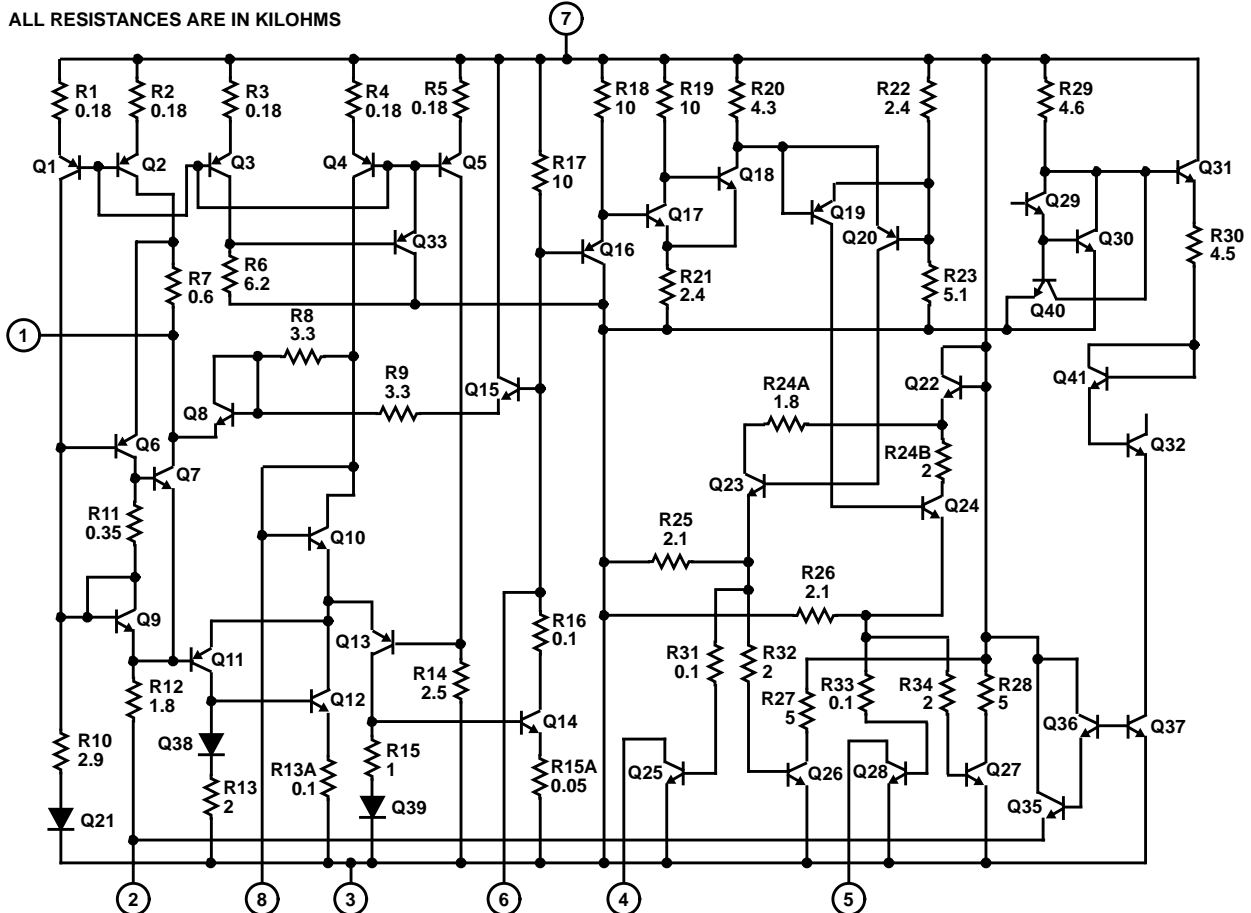 ALL RESISTANCES ARE IN KILOHMS
7
R1
0.18
R2
0.18
R3
0.18
R4
0.18
R5
0.18
R18
10
R19
10
R20
4.3
R22
2.4
R29
4.6
Q1
Q2
Q3
Q4
Q5
R17
10
Q18
Q31
Q17
Q19
Q29
Q33
Q16
Q20
Q30
R30
4.5
R6
6.2
R7
0.6
R21
2.4
R23
5.1
Q40
1
R8
3.3
R9
3.3
Q15
Q22
Q41
R24A
1.8
Q8
Q6
Q7
R24B
2
Q32
Q23
Q24
R11
0.35
Q10
R25
2.1
R26
2.1
Q9
Q11
Q13
R16
0.1
R14
2.5
R31
0.1
R32
2
R12
1.8
Q12
R27
5
R33
0.1
R34
2
R28
5
Q38
Q14
Q36
Q37
R10
2.9
R13
2
R13A
0.1
R15
1
R15A
0.05
Q25
Q26
Q28
Q27
Q21
Q39
Q35
2
8
3
6
4
5